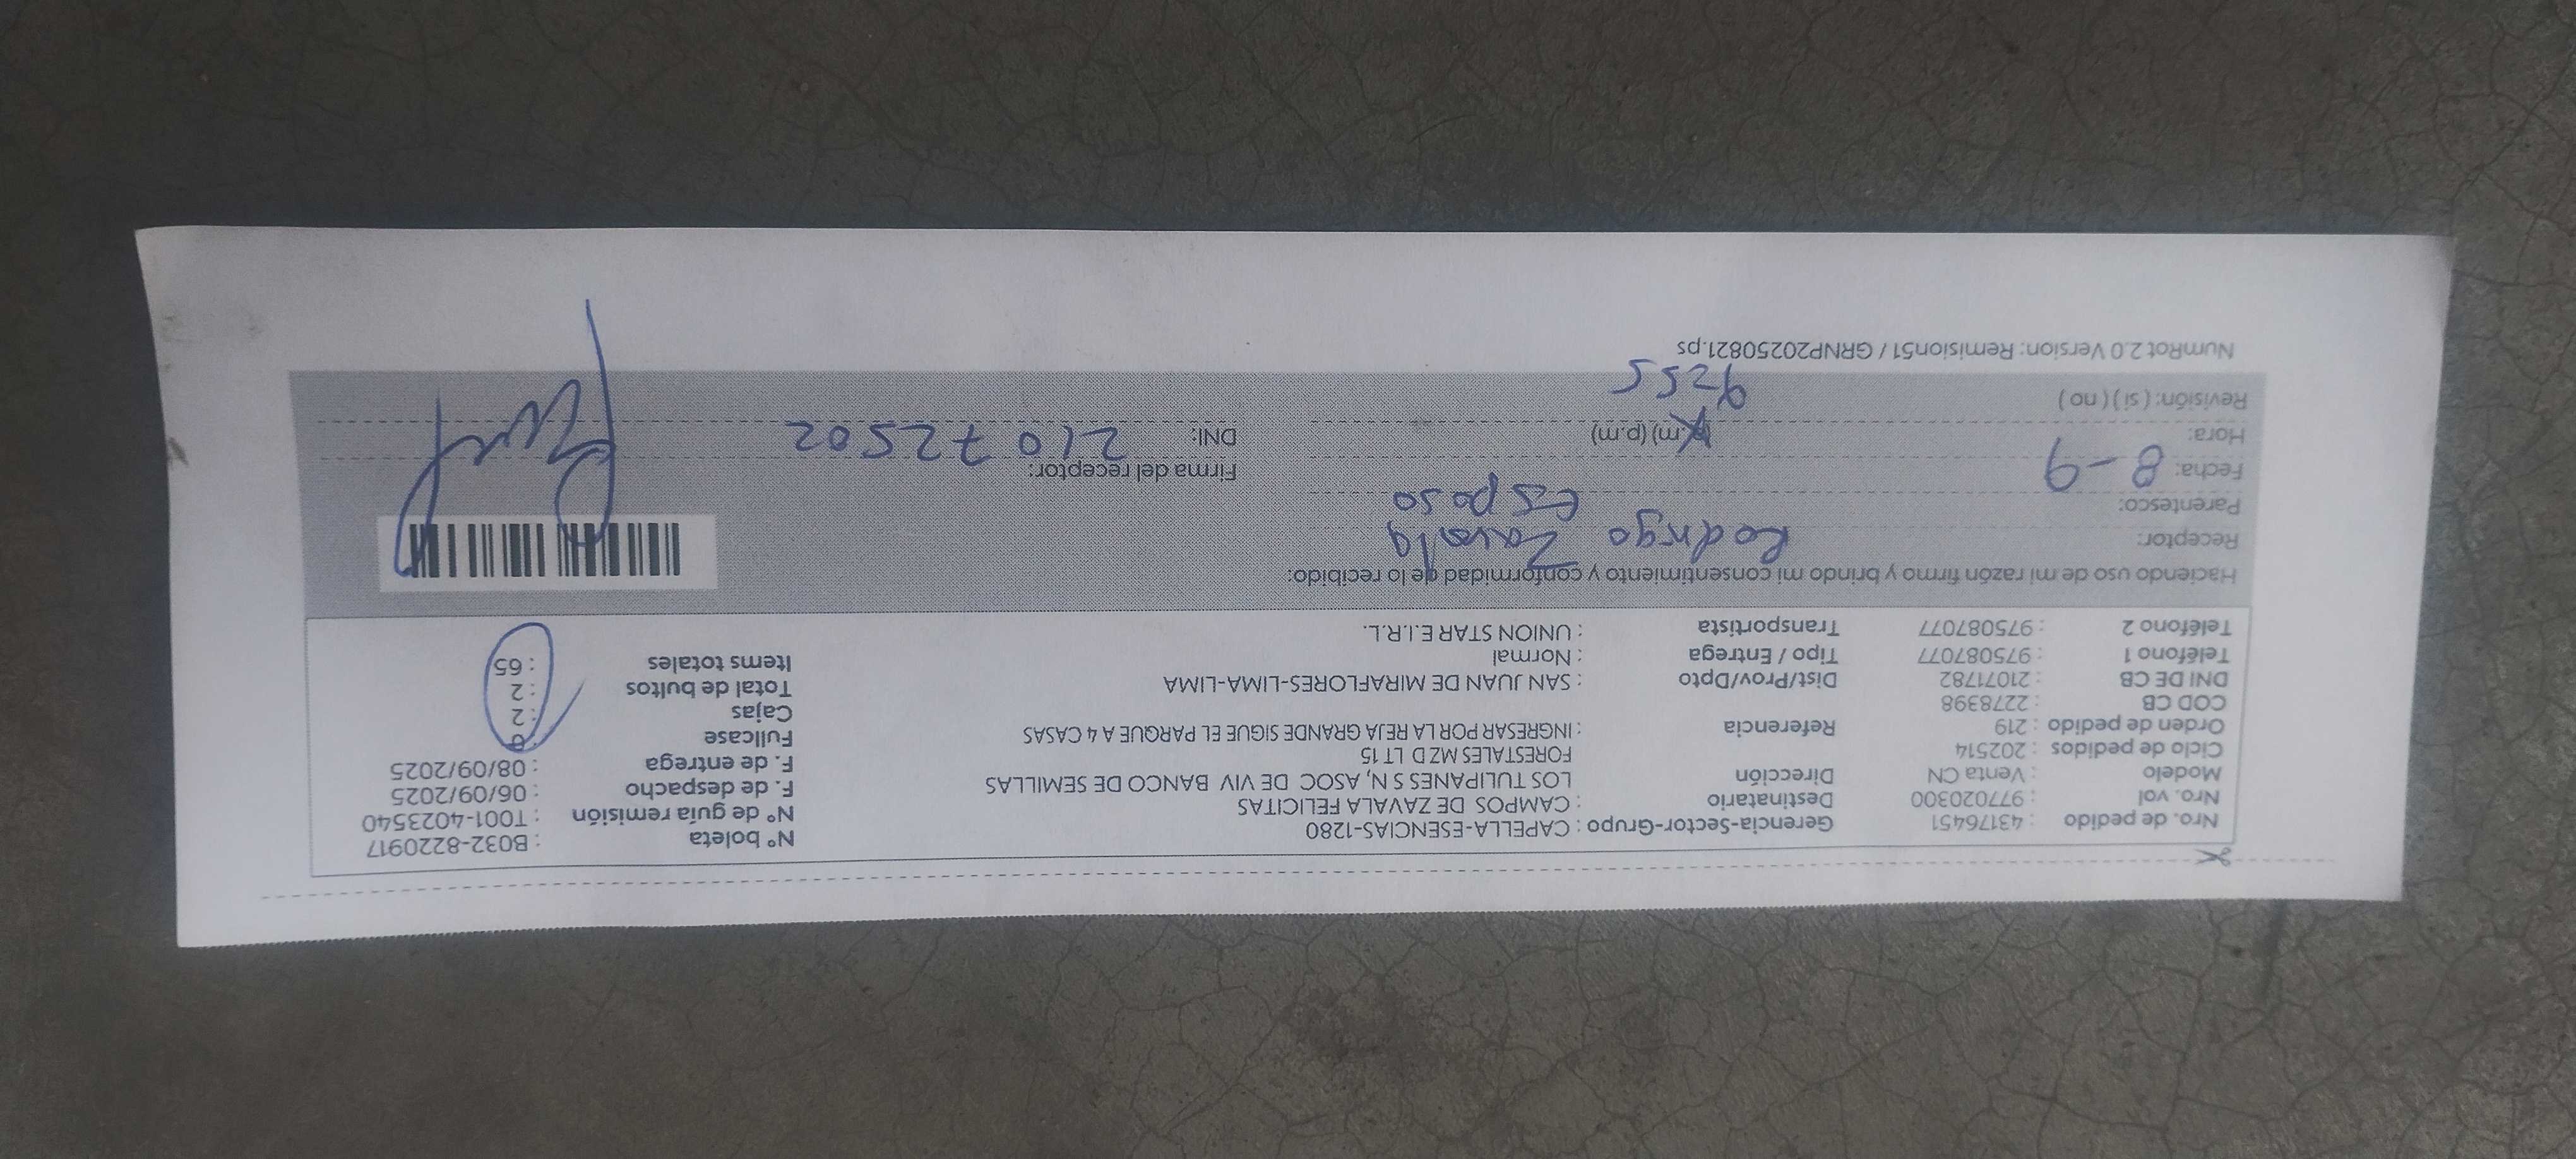 Nro. de pedido : 43176451 Gerencia-Sector-Grupo : CAPELLA-ESENCIAS-1280 N° boleta : B032-8220917
Nro. vol : 977020300 Destinatario : CAMPOS DE ZAVALA FELICITAS N° de guía remisión : T001-4023540
Modelo : Venta CN Dirección LOS TULIPANES S N, ASOC DE VIV BANCO DE SEMILLAS F. de despacho : 06/09/2025
Ciclo de pedidos : 202514 FORESTALES MZ D LT 15 F. de entrega : 08/09/2025
Orden de pedido : 219 Referencia : INGRESAR POR LA REJA GRANDE SIGUE EL PARQUE A 4 CASAS Fullcase : 0
COD CB : 2278398 Cajas : 2
DNI DE CB : 21071782 Dist/Prov/Dpto : SAN JUAN DE MIRAFLORES-LIMA-LIMA Total de bultos : 2
Teléfono 1 : 975087077 Tipo / Entrega : Normal Items totales : 65
Teléfono 2 : 975087077 Transportista : UNION STAR E.I.R.L.
Haciendo uso de mi razón firmo y brindo mi consentimiento y conformidad de lo recibido:
Receptor: Rodrigo Zavala
Parentesco: Esposo
Fecha: 8-9 Firma del receptor:
Hora: (a.m) (p.m) DNI: 21072502
Revisión: ( si ) ( no ) 9255
NumRot 2.0 Version: Remision51 / GRNP20250821.ps